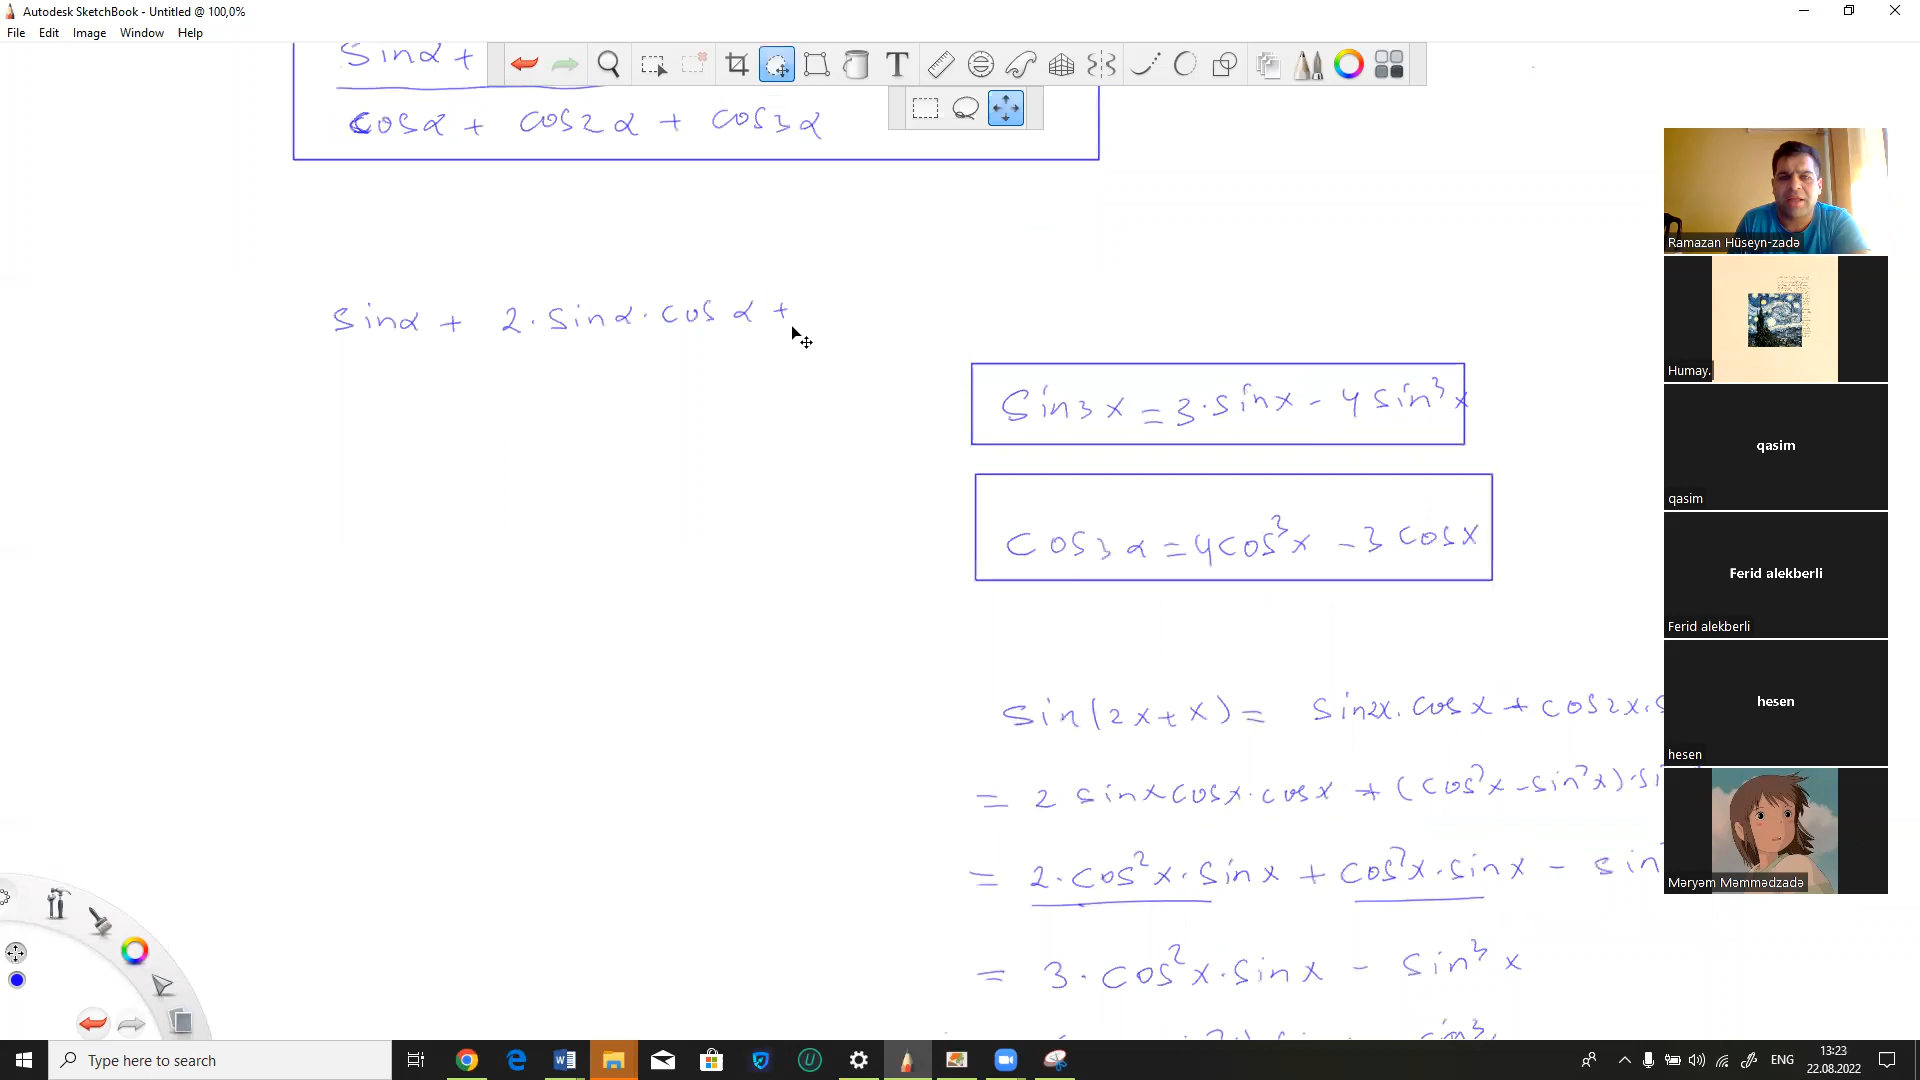 Autodesk SketchBook - Untitled @ 100,0%
File Edit Image Window Help
sinα +
cosα + cos2α + cos3α
sinα + 2·sinα·cosα +
sin3x = 3·sinx - 4sin³x
cos3α = 4cos³x - 3cosx
sin(2x+x) = sin2x·cosx + cos2x·s
= 2 sinxcosx·cosx + (cos²x - sin²x)·si
= 2·cos²x·sinx + cos²x·sinx - sin
= 3·cos²x·sinx - sin³x
Ramazan Hüseyn-zadə
Humay.
qasim
qasim
Ferid alekberli
Ferid alekberli
hesen
hesen
Məryəm Məmmədzadə
Type here to search
ENG
13:23
22.08.2022